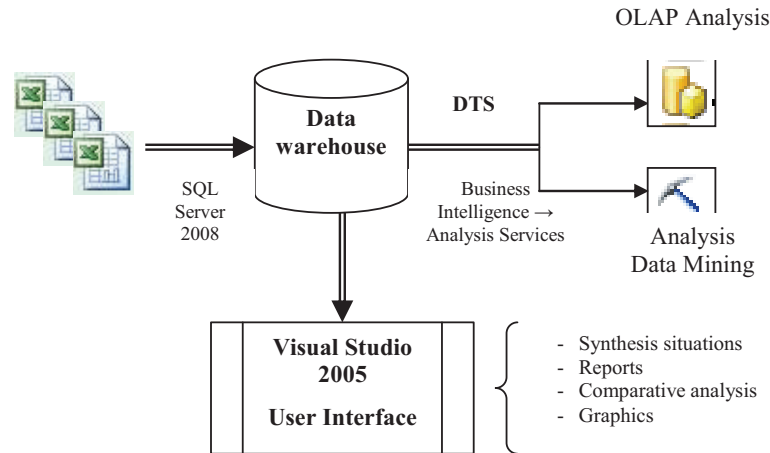 OLAP Analysis
Data
warehouse
DTS
SQL
Server
2008
Business
Intelligence →
Analysis Services
Analysis
Data Mining
Visual Studio
2005
User Interface
- Synthesis situations
- Reports
- Comparative analysis
- Graphics